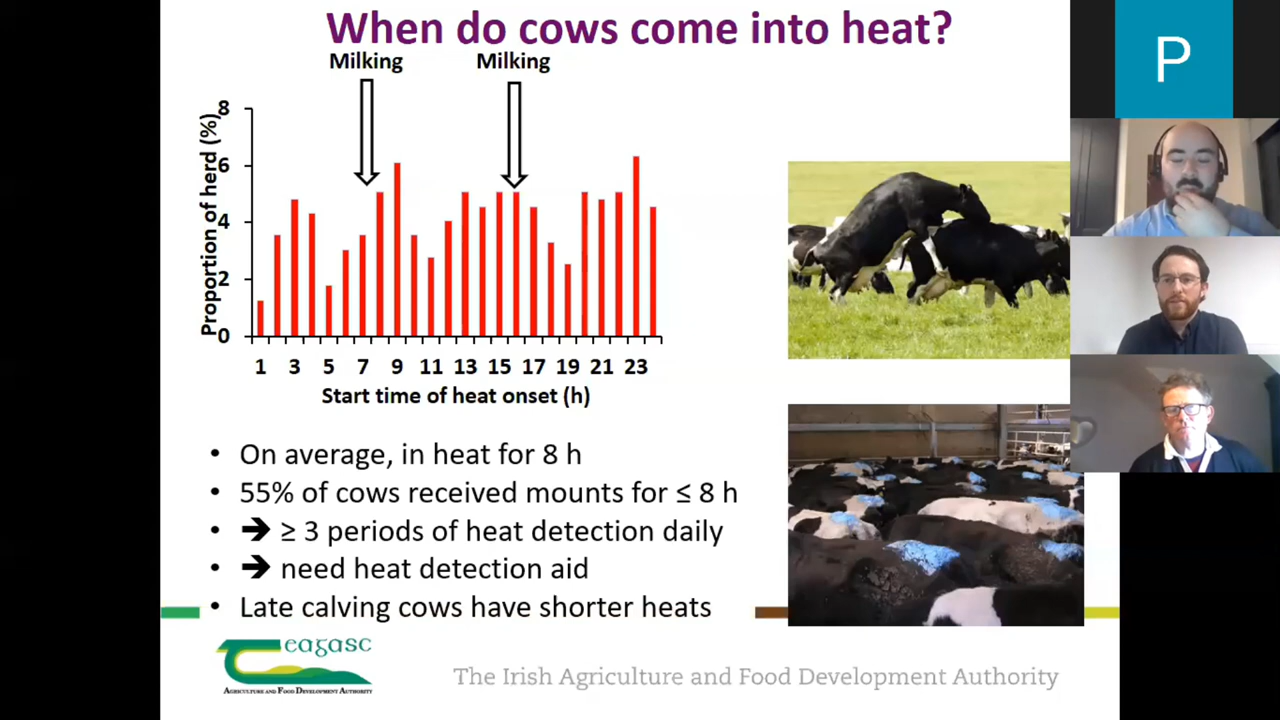 When do cows come into heat?
Milking Milking
Proportion of herd (%)
8
6
4
2
0
1 3 5 7 9 11 13 15 17 19 21 23
Start time of heat onset (h)
• On average, in heat for 8 h
• 55% of cows received mounts for ≤ 8 h
• ➔ ≥ 3 periods of heat detection daily
• ➔ need heat detection aid
• Late calving cows have shorter heats
Teagasc
AGRICULTURE AND FOOD DEVELOPMENT AUTHORITY
The Irish Agriculture and Food Development Authority
P